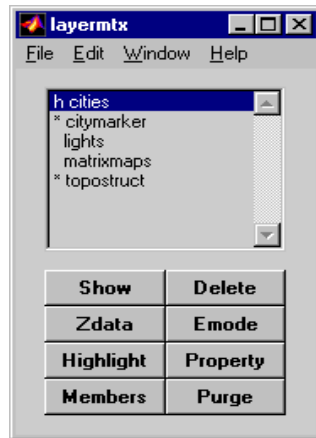 layermtx
File Edit Window Help
h cities
* citymarker
lights
matrixmaps
* topostruct
Show Delete
Zdata Emode
Highlight Property
Members Purge